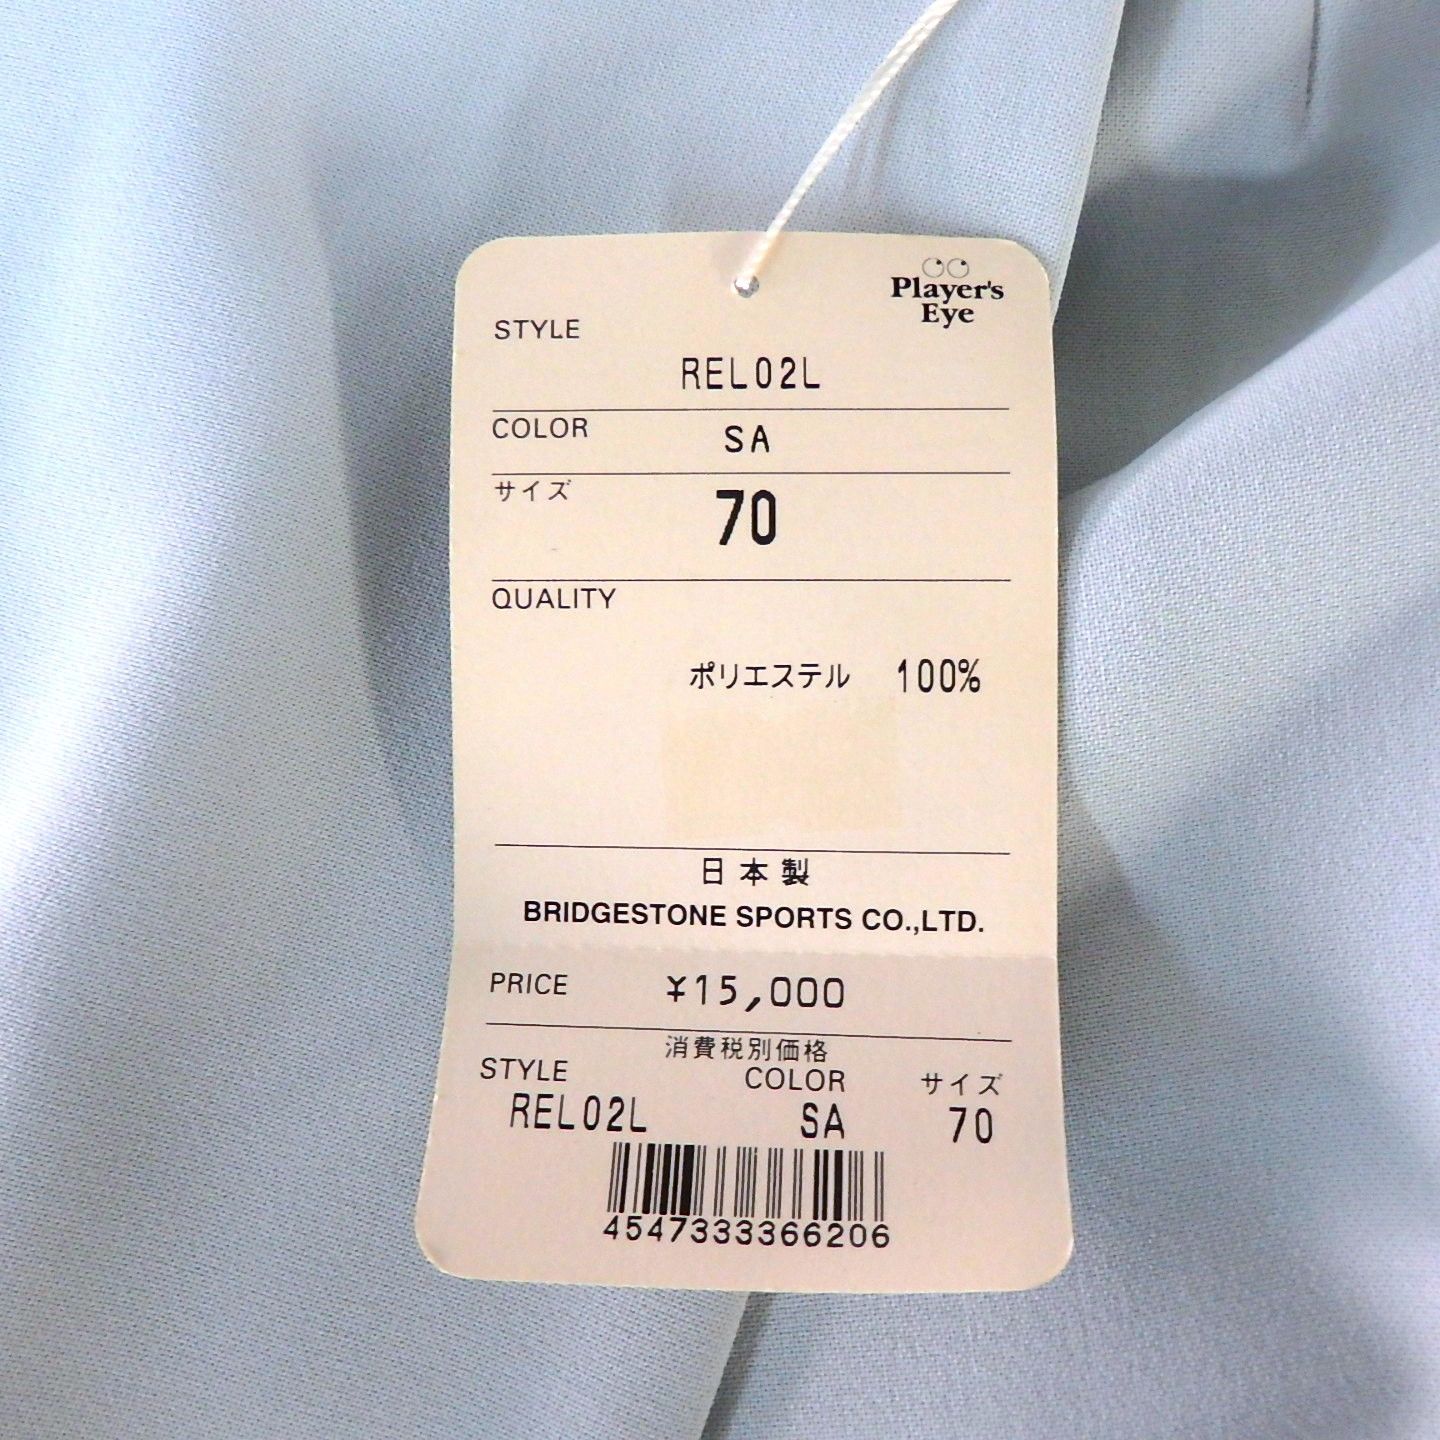 Player's
Eye
STYLE
REL02L
COLOR SA
サイズ 70
QUALITY
ポリエステル 100%
日本製
BRIDGESTONE SPORTS CO.,LTD.
PRICE ¥15,000
消費税別価格
STYLE COLOR サイズ
REL02L SA 70
4547333366206